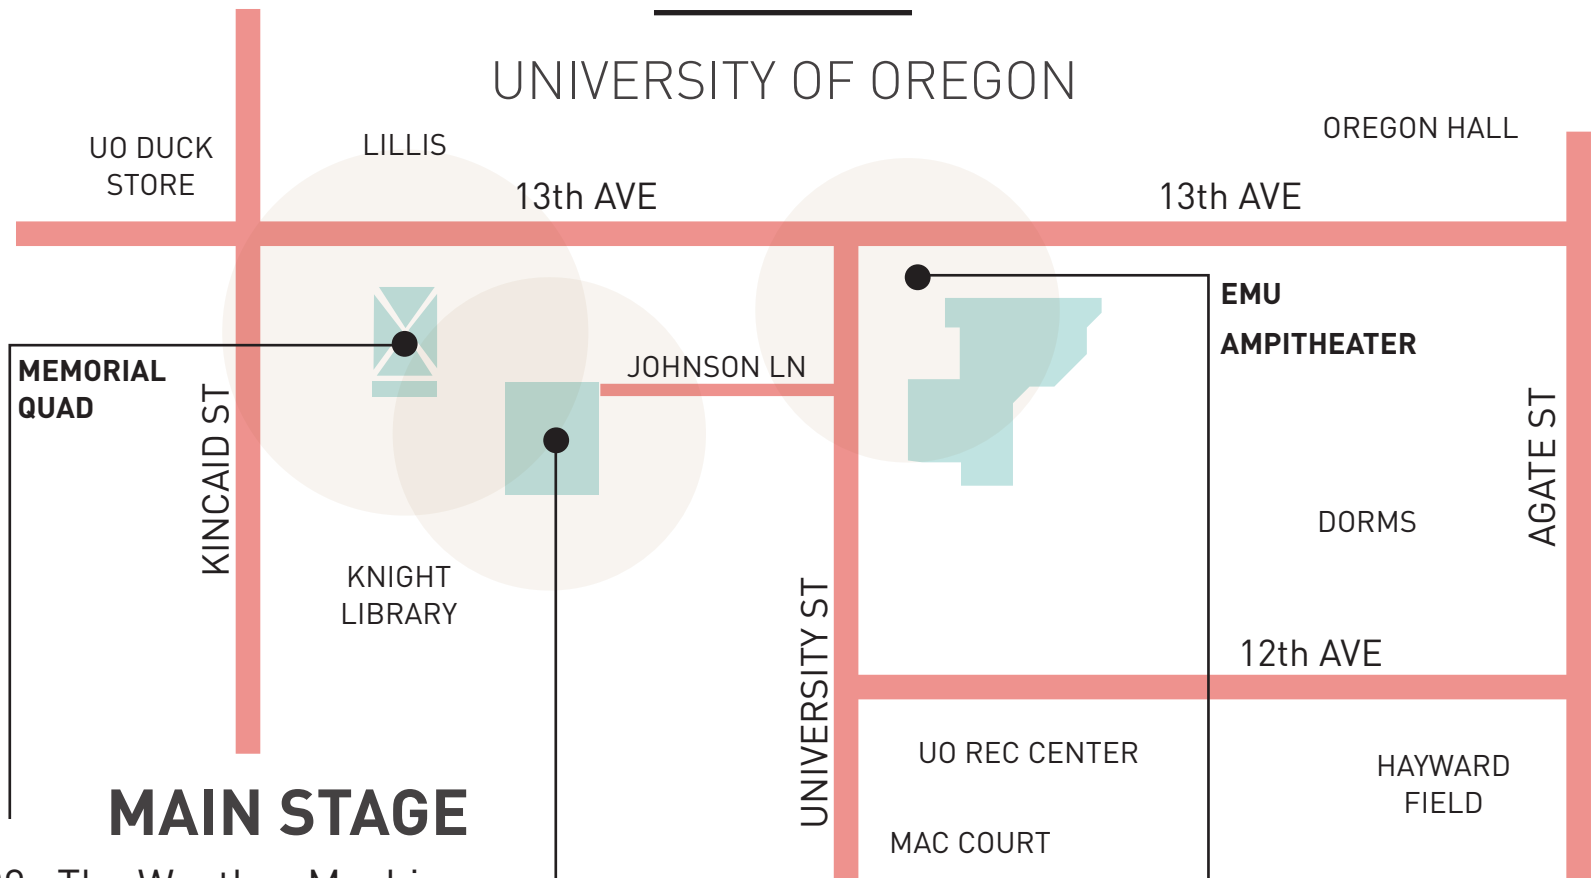 UNIVERSITY OF OREGON
OREGON HALL
UO DUCK
STORE
LILLIS
13th AVE
13th AVE
EMU
AMPITHEATER
MEMORIAL
QUAD
JOHNSON LN
KINCAID ST
AGATE ST
DORMS
KNIGHT
LIBRARY
UNIVERSITY ST
12th AVE
UO REC CENTER
HAYWARD
FIELD
MAC COURT
MAIN STAGE
The Weather